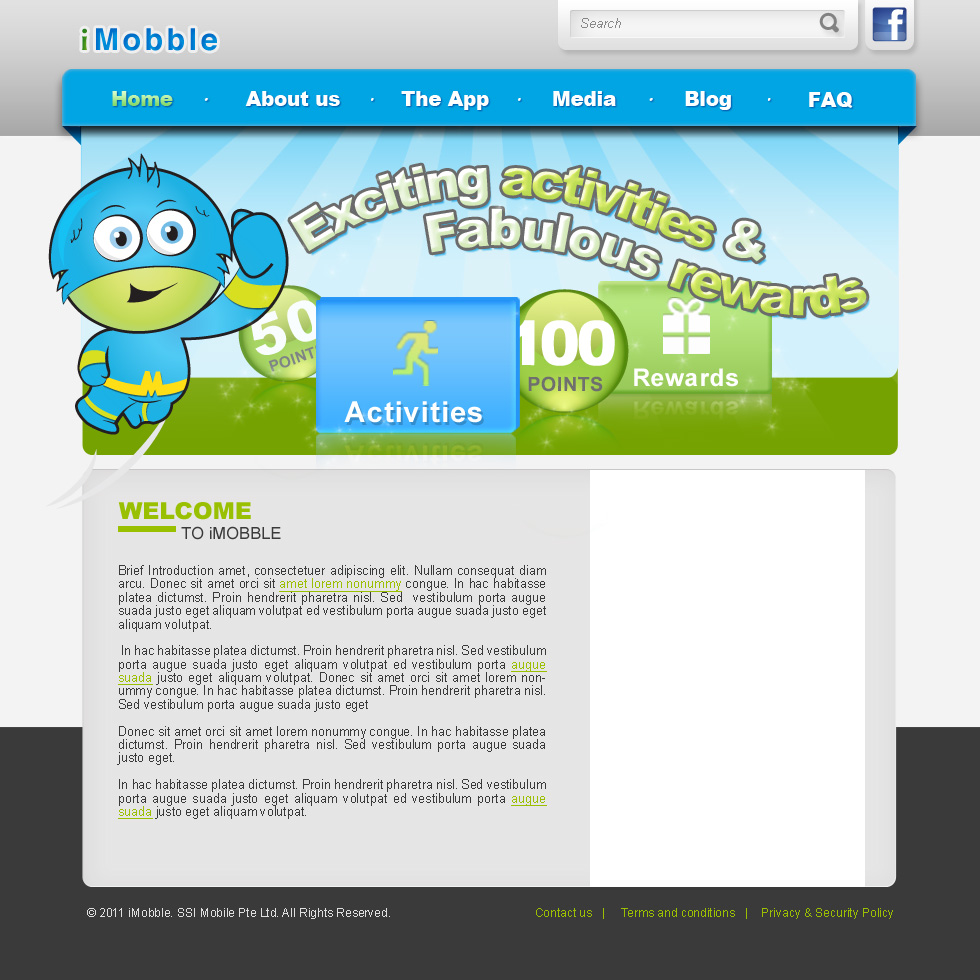 iMobble
Search
Home · About us · The App · Media · Blog · FAQ
Exciting activities &
Fabulous rewards
50
POINTS
100
POINTS
Activities
Rewards
WELCOME
TO iMOBBLE
Brief Introduction amet, consectetuer adipiscing elit. Nullam consequat diam
arcu. Donec sit amet orci sit amet lorem nonummy congue. In hac habitasse
platea dictumst. Proin hendrerit pharetra nisl. Sed vestibulum porta augue
suada justo eget aliquam volutpat ed vestibulum porta augue suada justo eget
aliquam volutpat.
In hac habitasse platea dictumst. Proin hendrerit pharetra nisl. Sed vestibulum
porta augue suada justo eget aliquam volutpat ed vestibulum porta augue
suada justo eget aliquam volutpat. Donec sit amet orci sit amet lorem non-
ummy congue. In hac habitasse platea dictumst. Proin hendrerit pharetra nisl.
Sed vestibulum porta augue suada justo eget
Donec sit amet orci sit amet lorem nonummy congue. In hac habitasse platea
dictumst. Proin hendrerit pharetra nisl. Sed vestibulum porta augue suada
justo eget.
In hac habitasse platea dictumst. Proin hendrerit pharetra nisl. Sed vestibulum
porta augue suada justo eget aliquam volutpat ed vestibulum porta augue
suada justo eget aliquam volutpat.
© 2011 iMobble. SSI Mobile Pte Ltd. All Rights Reserved.
Contact us | Terms and conditions | Privacy & Security Policy